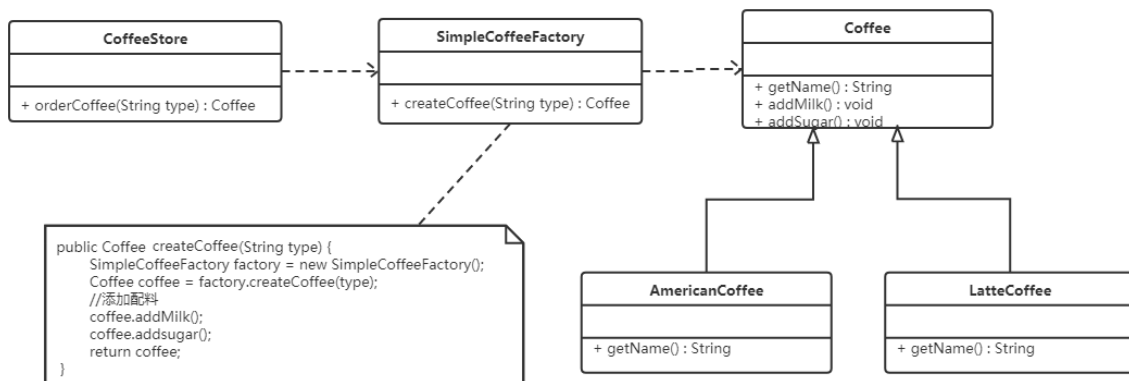 CoffeeStore
+ orderCoffee(String type) : Coffee
SimpleCoffeeFactory
+ createCoffee(String type) : Coffee
Coffee
+ getName() : String
+ addMilk() : void
+ addSugar() : void
public Coffee createCoffee(String type) {
SimpleCoffeeFactory factory = new SimpleCoffeeFactory();
Coffee coffee = factory.createCoffee(type);
//添加配料
coffee.addMilk();
coffee.addsugar();
return coffee;
}
AmericanCoffee
+ getName() : String
LatteCoffee
+ getName() : String